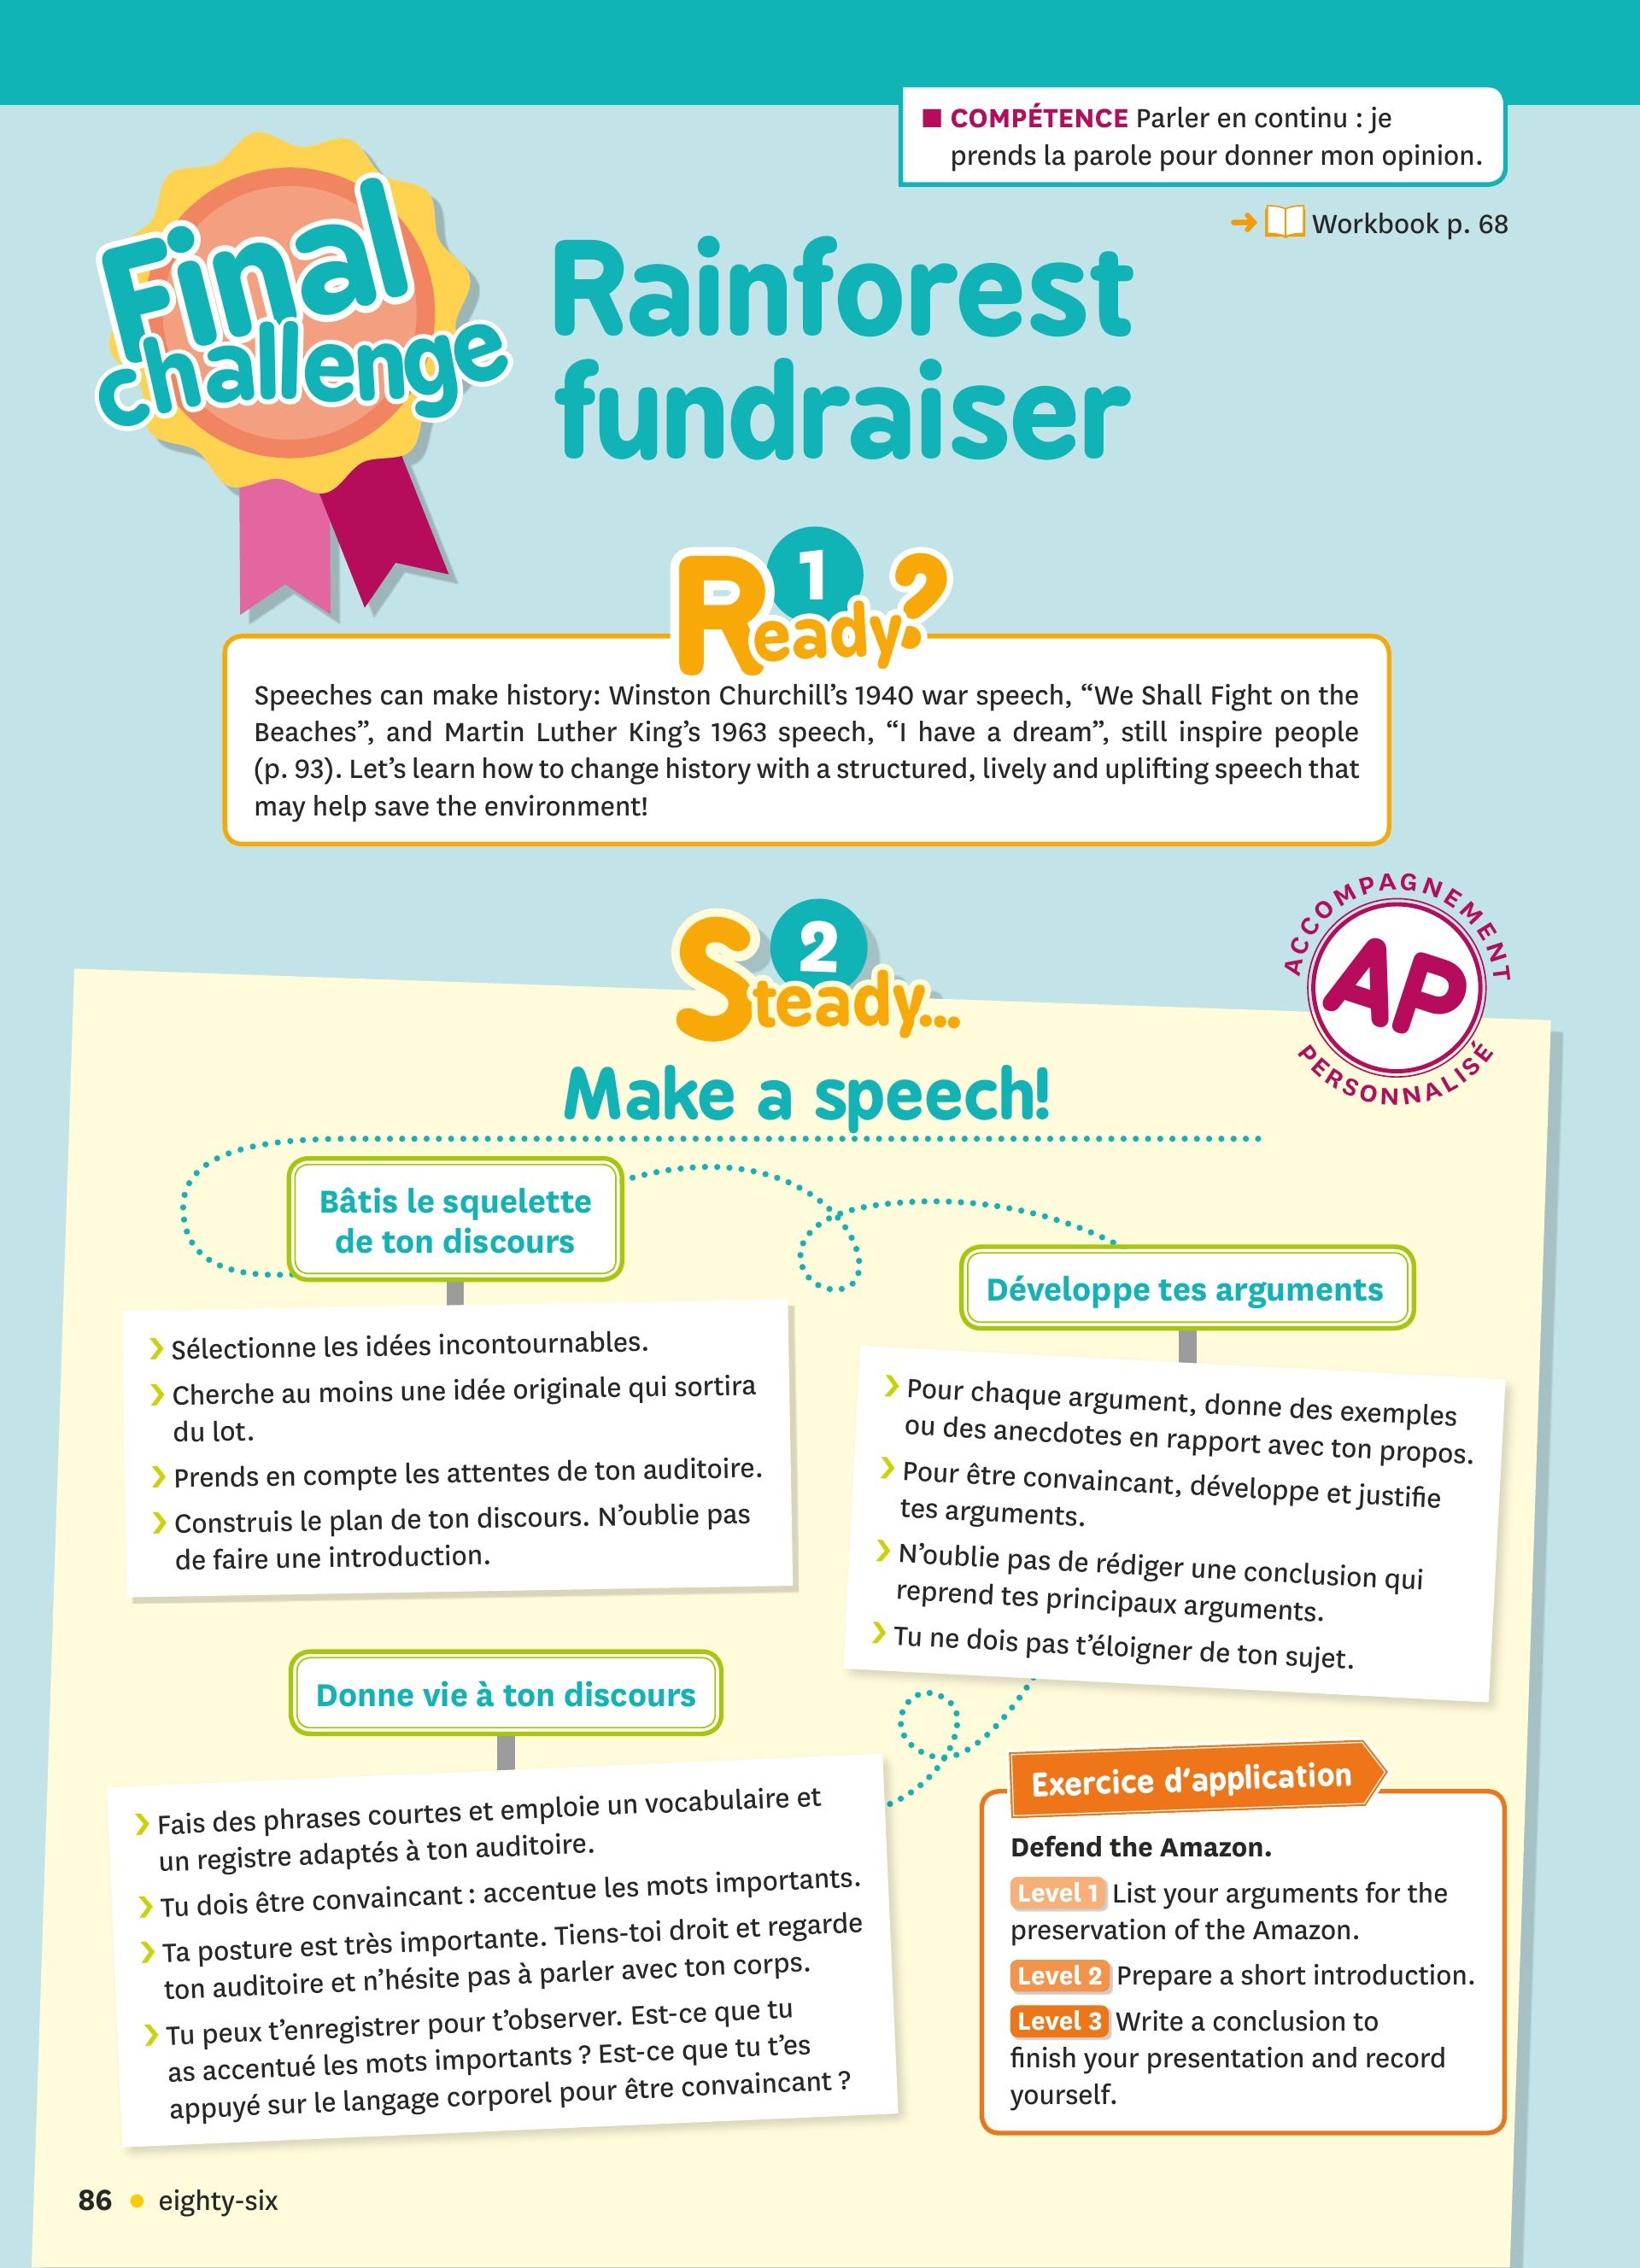 ■ COMPÉTENCE Parler en continu : je
prends la parole pour donner mon opinion.
➜ Workbook p. 68
Final
challenge
Rainforest
fundraiser
1
Ready?
Speeches can make history: Winston Churchill’s 1940 war speech, “We Shall Fight on the
Beaches”, and Martin Luther King’s 1963 speech, “I have a dream”, still inspire people
(p. 93). Let’s learn how to change history with a structured, lively and uplifting speech that
may help save the environment!
ACCOMPAGNEMENT
AP
PERSONNALISÉ
2
Steady...
Make a speech!
Bâtis le squelette
de ton discours
❯ Sélectionne les idées incontournables.
❯ Cherche au moins une idée originale qui sortira
du lot.
❯ Prends en compte les attentes de ton auditoire.
❯ Construis le plan de ton discours. N’oublie pas
de faire une introduction.
Développe tes arguments
❯ Pour chaque argument, donne des exemples
ou des anecdotes en rapport avec ton propos.
❯ Pour être convaincant, développe et justifie
tes arguments.
❯ N’oublie pas de rédiger une conclusion qui
reprend tes principaux arguments.
❯ Tu ne dois pas t’éloigner de ton sujet.
Donne vie à ton discours
❯ Fais des phrases courtes et emploie un vocabulaire et
un registre adaptés à ton auditoire.
❯ Tu dois être convaincant : accentue les mots importants.
❯ Ta posture est très importante. Tiens-toi droit et regarde
ton auditoire et n’hésite pas à parler avec ton corps.
❯ Tu peux t’enregistrer pour t’observer. Est-ce que tu
as accentué les mots importants ? Est-ce que tu t’es
appuyé sur le langage corporel pour être convaincant ?
Exercice d’application
Defend the Amazon.
Level 1 List your arguments for the
preservation of the Amazon.
Level 2 Prepare a short introduction.
Level 3 Write a conclusion to
finish your presentation and record
yourself.
86 • eighty-six